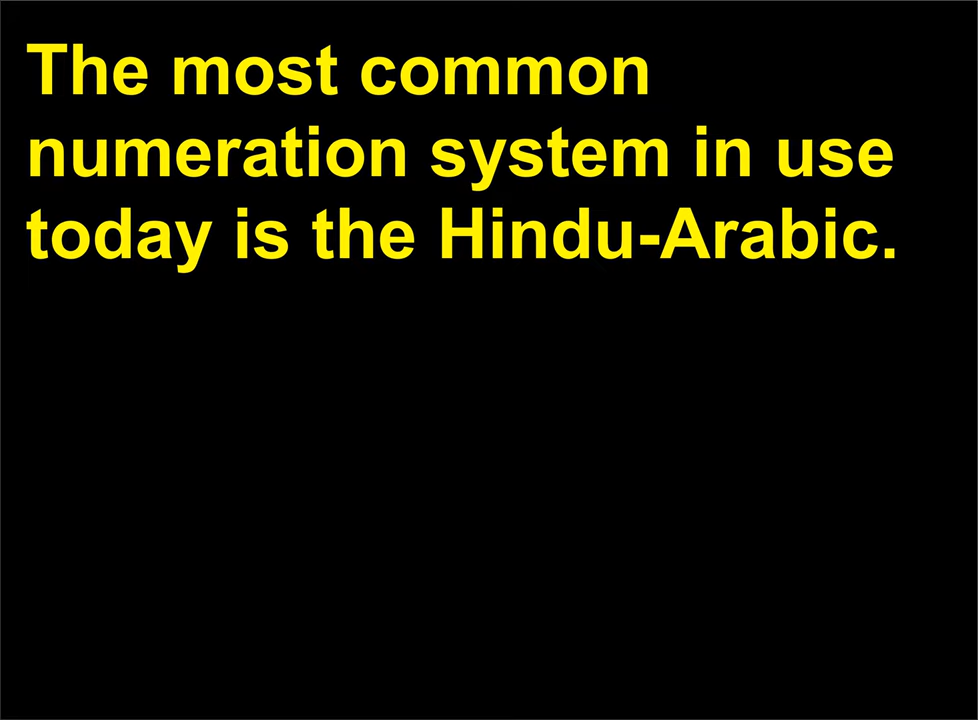 The most common
numeration system in use
today is the Hindu-Arabic.